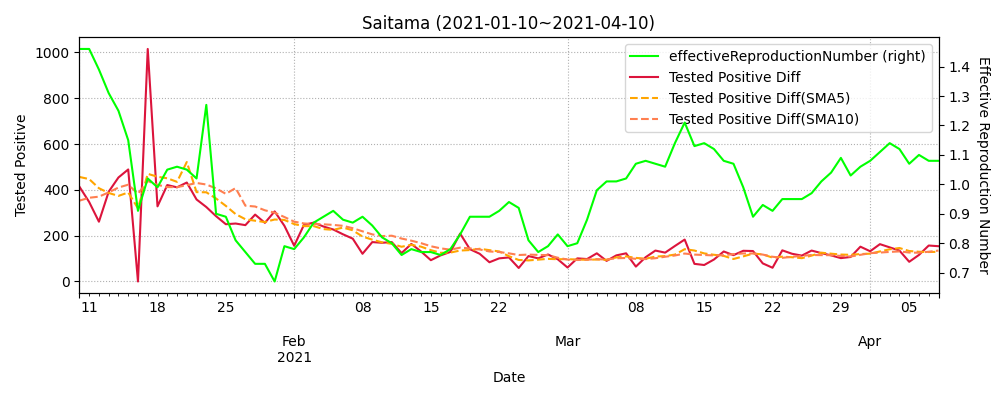 Saitama (2021-01-10~2021-04-10)
effectiveReproductionNumber (right)
Tested Positive Diff
Tested Positive Diff(SMA5)
Tested Positive Diff(SMA10)
Tested Positive
1000
800
600
400
200
0
Effective Reproduction Number
1.4
1.3
1.2
1.1
1.0
0.9
0.8
0.7
11 18 25 08 15 22 08 15 22 29 05
Feb Mar Apr
2021
Date